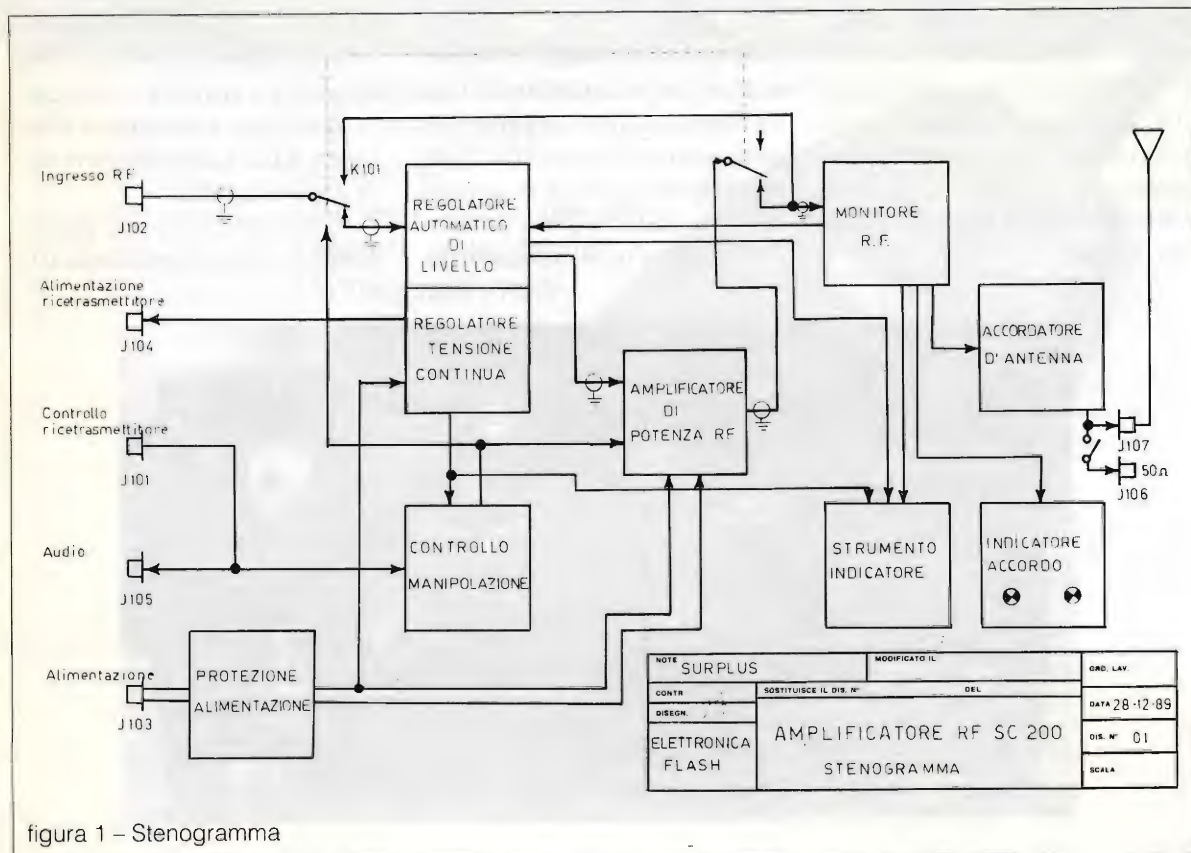 Ingresso RF
J102
K101
REGOLATORE
AUTOMATICO
DI
LIVELLO
REGOLATORE
TENSIONE
CONTINUA
Alimentazione
ricetrasmettitore
J104
Controllo
ricetrasmettitore
J101
Audio
J105
Alimentazione
J103
PROTEZIONE
ALIMENTAZIONE
CONTROLLO
MANIPOLAZIONE
AMPLIFICATORE
DI
POTENZA RF
MONITORE
R.F.
ACCORDATORE
D'ANTENNA
J107
50Ω
J106
STRUMENTO
INDICATORE
INDICATORE
ACCORDO
NOTE SURPLUS
MODIFICATO IL
ORD. LAV.
CONTR
SOSTITUISCE IL DIS. N° DEL
DATA 28-12-89
DISEGN.
ELETTRONICA
FLASH
AMPLIFICATORE RF SC 200
STENOGRAMMA
DIS. N° 01
SCALA
figura 1 – Stenogramma